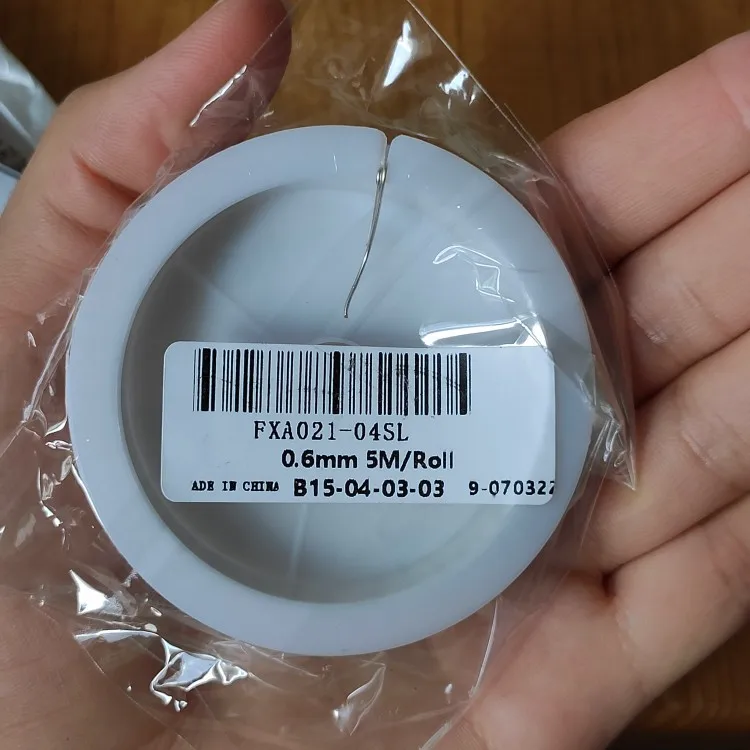 FXA021-04SL
0.6mm 5M/Roll
ADE IN CHINA B15-04-03-03 9-070322